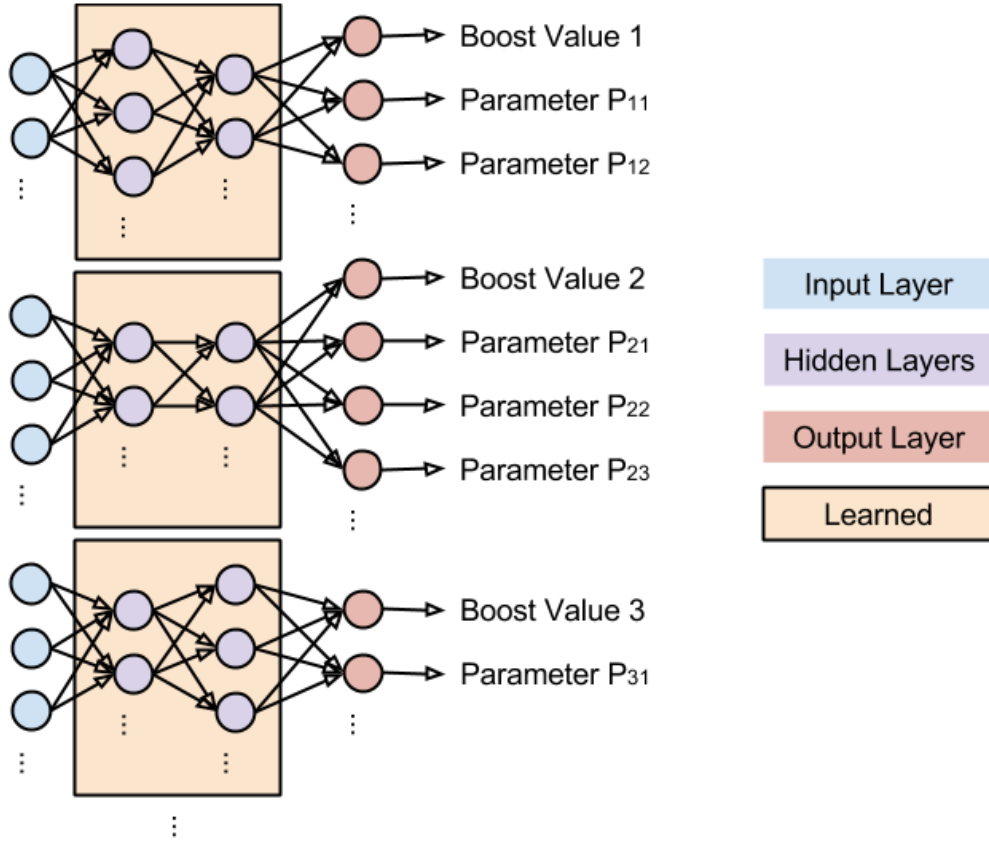 Boost Value 1
Parameter P11
Parameter P12
Boost Value 2
Parameter P21
Parameter P22
Parameter P23
Boost Value 3
Parameter P31
Input Layer
Hidden Layers
Output Layer
Learned